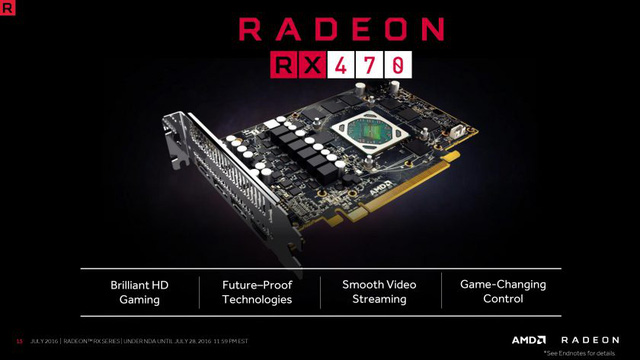 R
RADEON
RX470
Brilliant HD
Gaming
Future–Proof
Technologies
Smooth Video
Streaming
Game-Changing
Control
AMD
13 JULY 2016 | RADEON™ RX SERIES | UNDER NDA UNTIL JULY 28, 2016 11:59 PM EST
AMD RADEON
*See Endnotes for details.